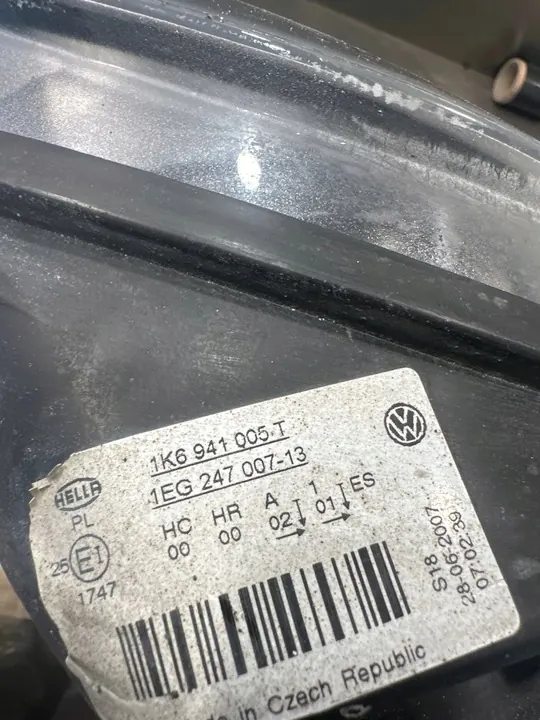 1K6 941 005 T
1EG 247 007-13
HELLA
PL
HC HR A 1 ES
00 00 02 01
25 E1
1747
S18
28.06.2007
07:02:39
in Czech Republic